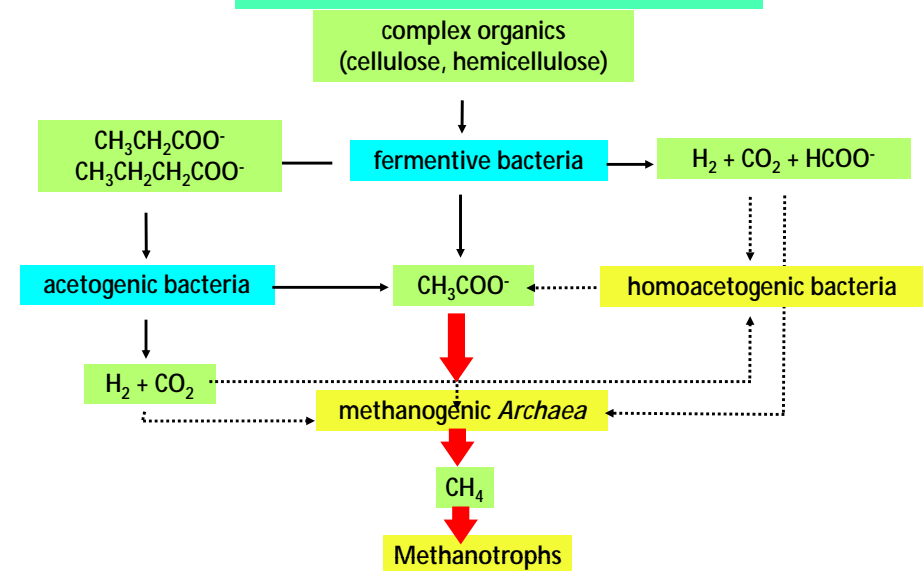 complex organics
(cellulose, hemicellulose)
CH₃CH₂COO⁻
CH₃CH₂CH₂COO⁻
fermentive bacteria
H₂ + CO₂ + HCOO⁻
acetogenic bacteria
CH₃COO⁻
homoacetogenic bacteria
H₂ + CO₂
methanogenic Archaea
CH₄
Methanotrophs